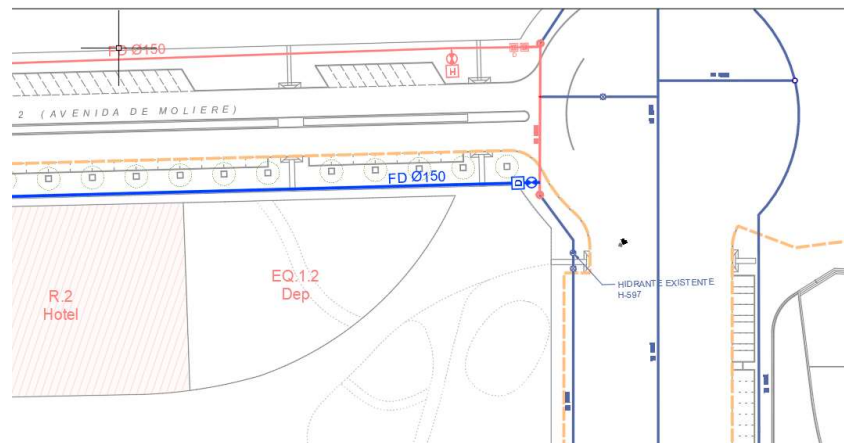 FD Ø150
H
2 (AVENIDA DE MOLIERE)
FD Ø150
D
EQ.1.2
Dep
R.2
Hotel
HIDRANTE EXISTENTE
H-597